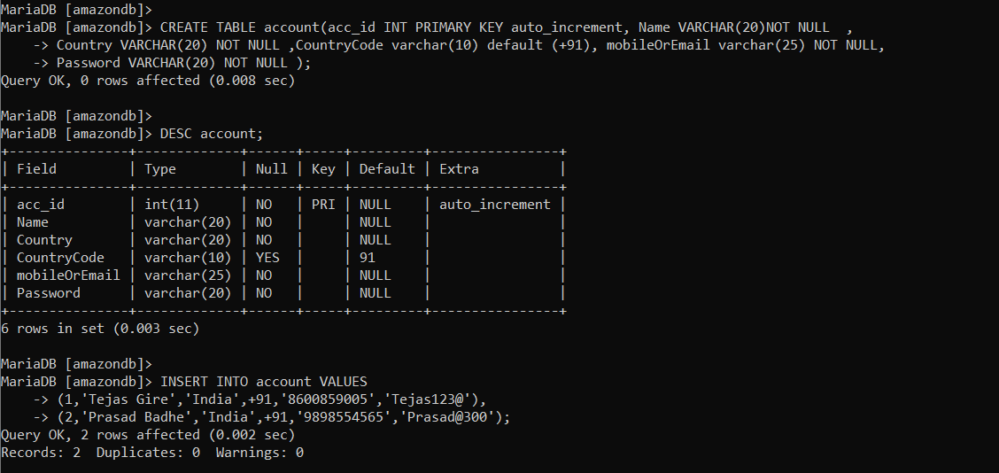 MariaDB [amazondb]>
MariaDB [amazondb]> CREATE TABLE account(acc_id INT PRIMARY KEY auto_increment, Name VARCHAR(20)NOT NULL  ,
    -> Country VARCHAR(20) NOT NULL ,CountryCode varchar(10) default (+91), mobileOrEmail varchar(25) NOT NULL,
    -> Password VARCHAR(20) NOT NULL );
Query OK, 0 rows affected (0.008 sec)

MariaDB [amazondb]>
MariaDB [amazondb]> DESC account;
+---------------+-------------+------+-----+---------+----------------+
| Field         | Type        | Null | Key | Default | Extra          |
+---------------+-------------+------+-----+---------+----------------+
| acc_id        | int(11)     | NO   | PRI | NULL    | auto_increment |
| Name          | varchar(20) | NO   |     | NULL    |                |
| Country       | varchar(20) | NO   |     | NULL    |                |
| CountryCode   | varchar(10) | YES  |     | 91      |                |
| mobileOrEmail | varchar(25) | NO   |     | NULL    |                |
| Password      | varchar(20) | NO   |     | NULL    |                |
+---------------+-------------+------+-----+---------+----------------+
6 rows in set (0.003 sec)

MariaDB [amazondb]>
MariaDB [amazondb]> INSERT INTO account VALUES
    -> (1,'Tejas Gire','India',+91,'8600859005','Tejas123@'),
    -> (2,'Prasad Badhe','India',+91,'9898554565','Prasad@300');
Query OK, 2 rows affected (0.002 sec)
Records: 2  Duplicates: 0  Warnings: 0